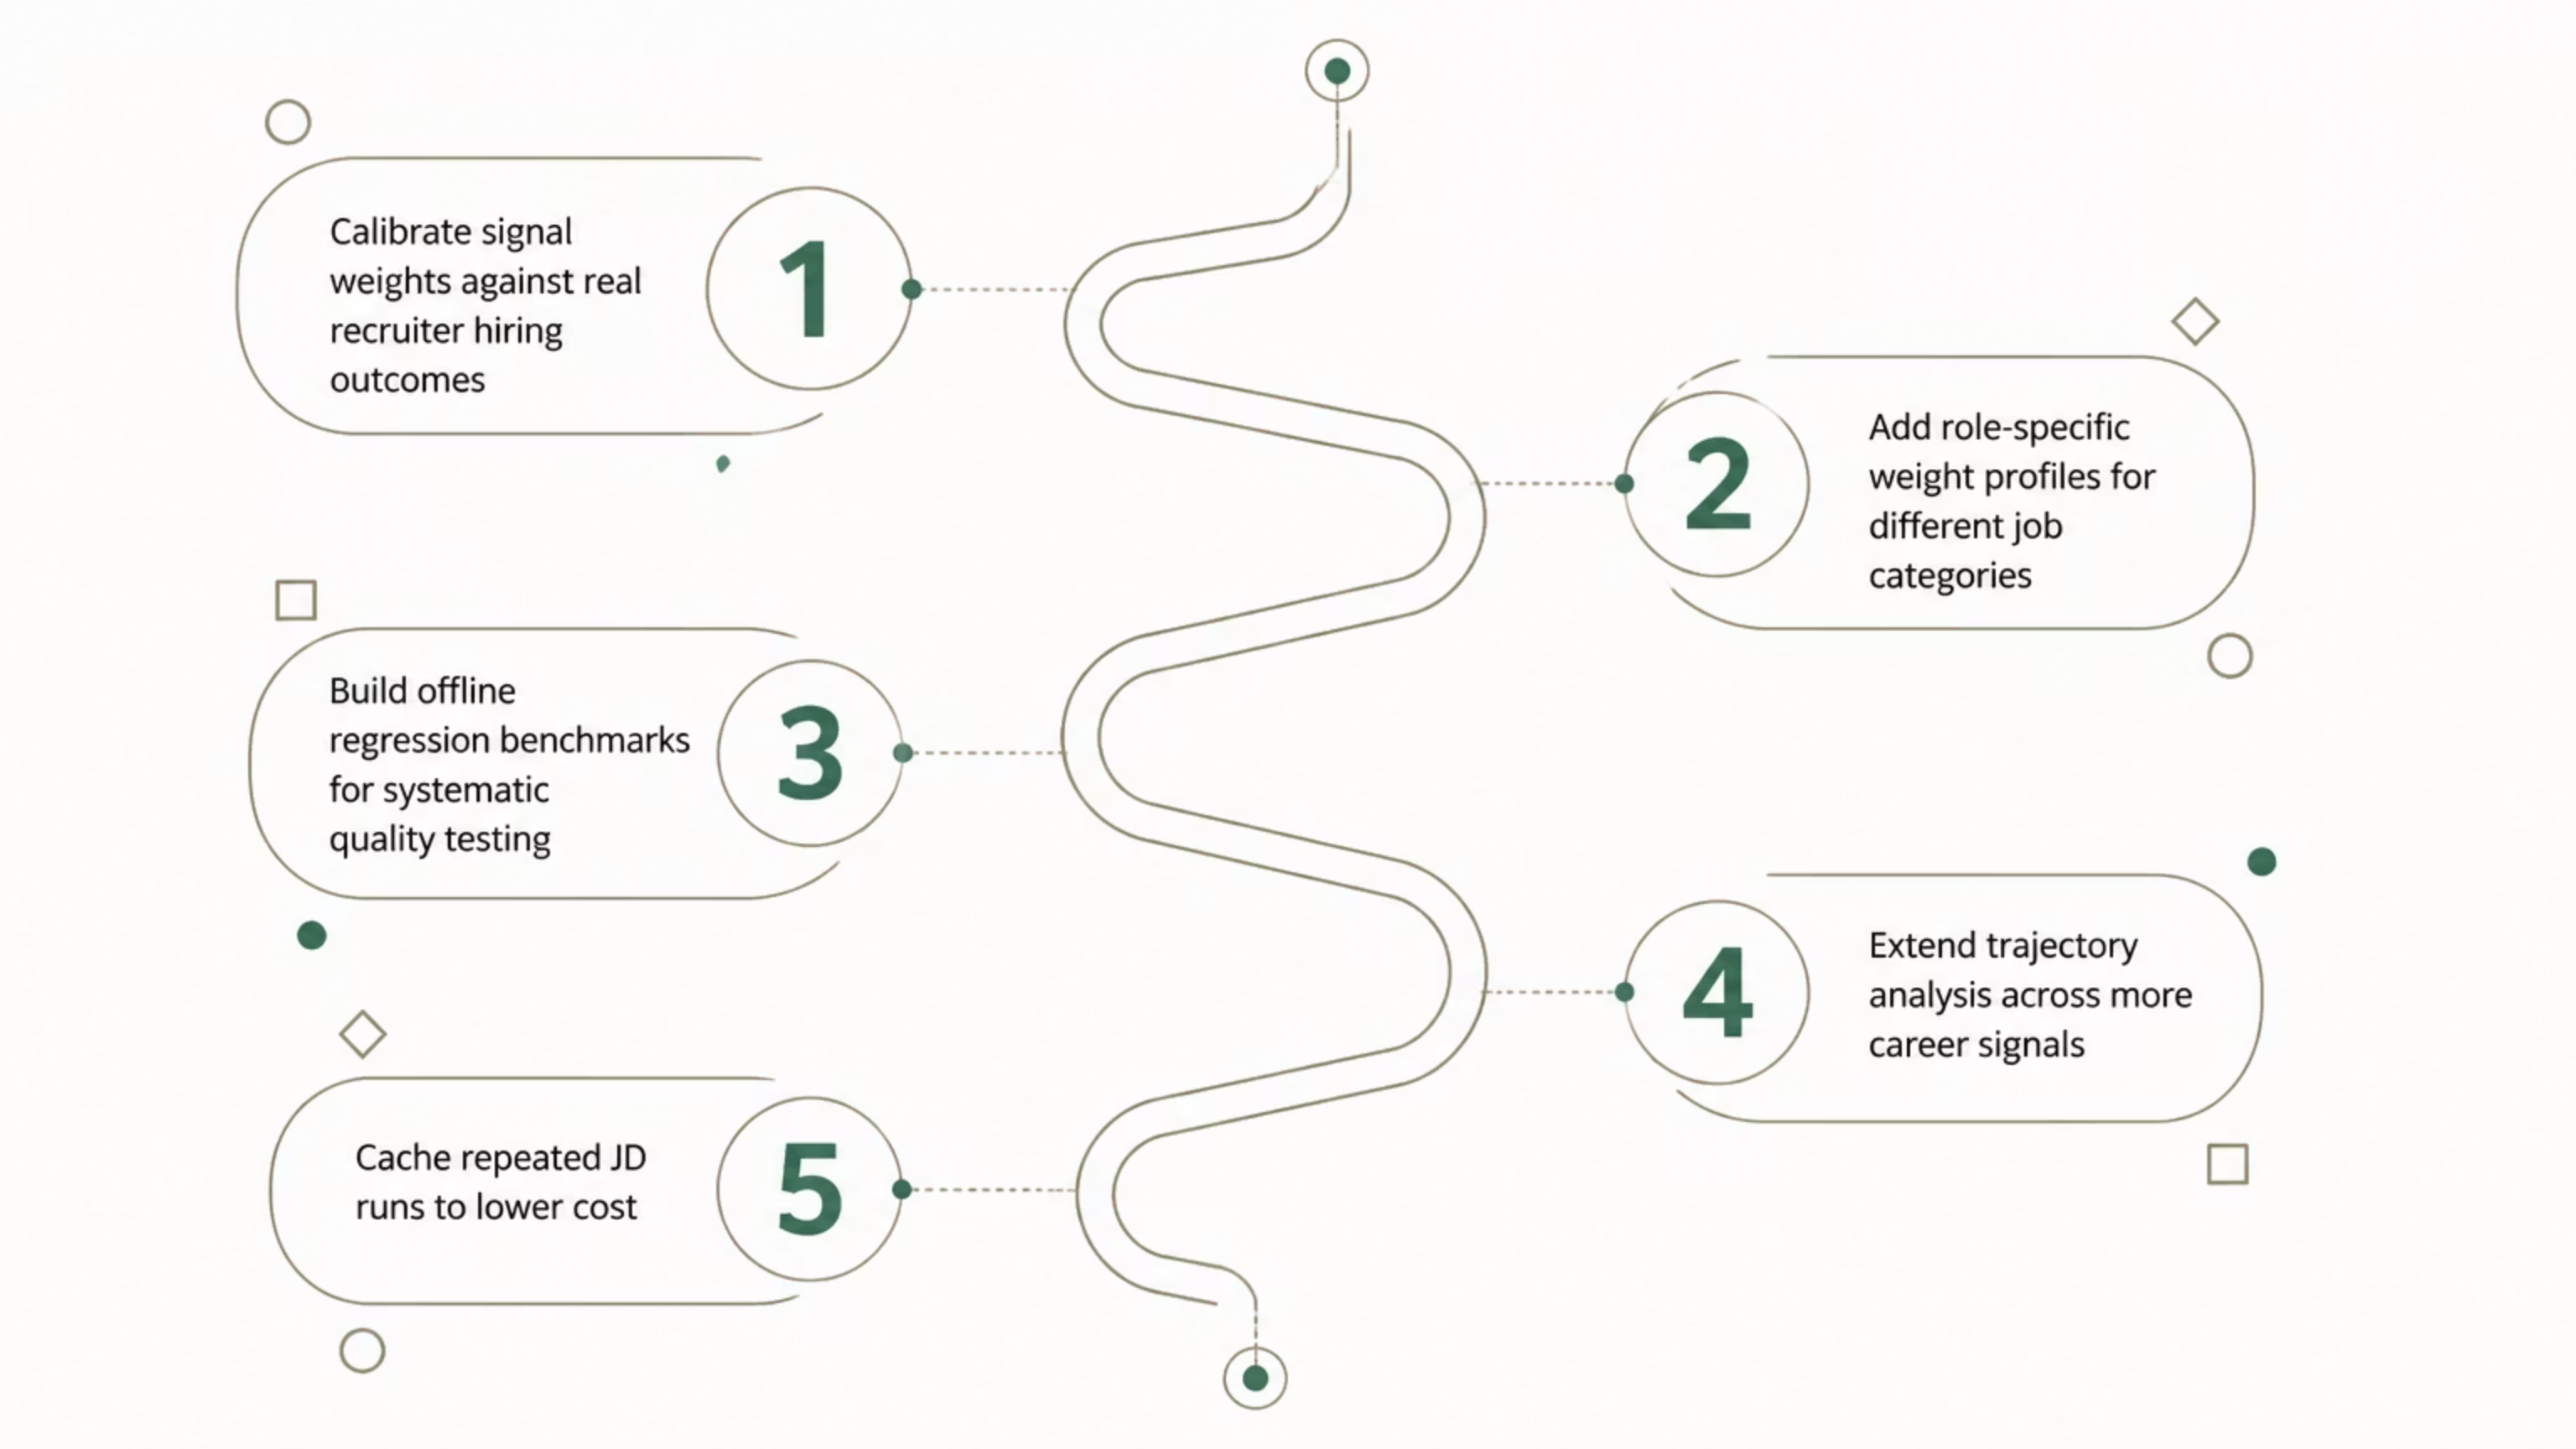 Calibrate signal
weights against real
recruiter hiring
outcomes
1
2
Add role-specific
weight profiles for
different job
categories
Build offline
regression benchmarks
for systematic
quality testing
3
4
Extend trajectory
analysis across more
career signals
Cache repeated JD
runs to lower cost
5